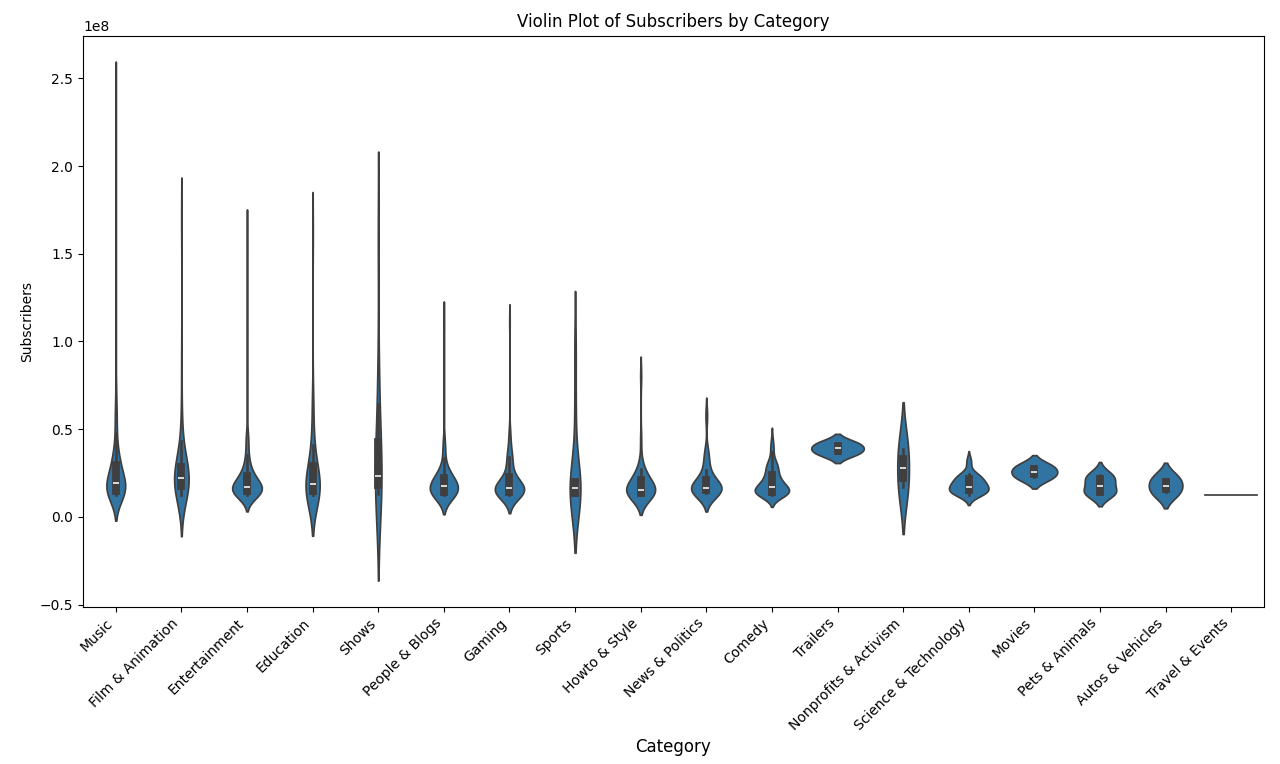 Violin Plot of Subscribers by Category
1e8
2.5
2.0
1.5
1.0
0.5
0.0
−0.5
Subscribers
Music
Film & Animation
Entertainment
Education
Shows
People & Blogs
Gaming
Sports
Howto & Style
News & Politics
Comedy
Trailers
Nonprofits & Activism
Science & Technology
Movies
Pets & Animals
Autos & Vehicles
Travel & Events
Category